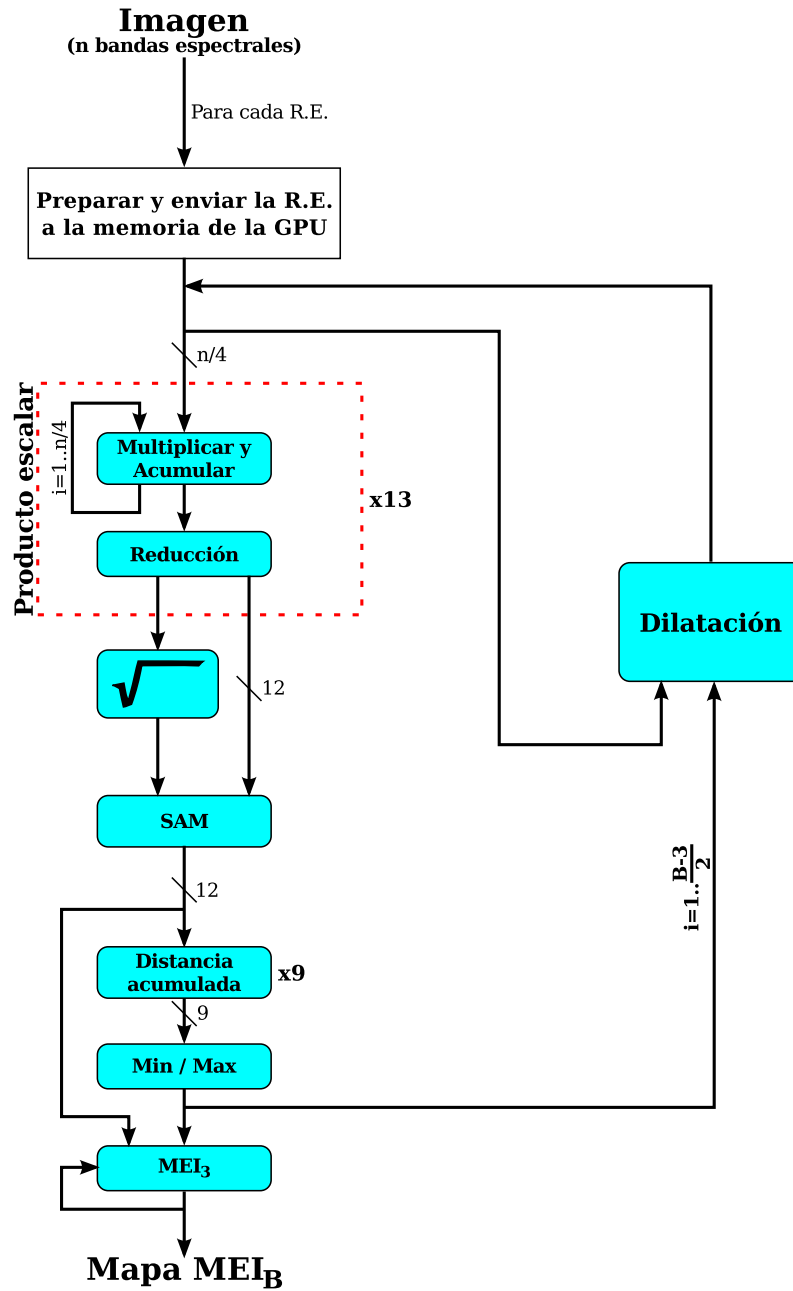 Imagen
(n bandas espectrales)
Para cada R.E.
Preparar y enviar la R.E.
a la memoria de la GPU
n/4
Producto escalar
i=1..n/4
Multiplicar y
Acumular
x13
Reducción
Dilatación
√
12
SAM
i=1..B-3/2
12
Distancia
acumulada
x9
9
Min / Max
MEI3
Mapa MEIB